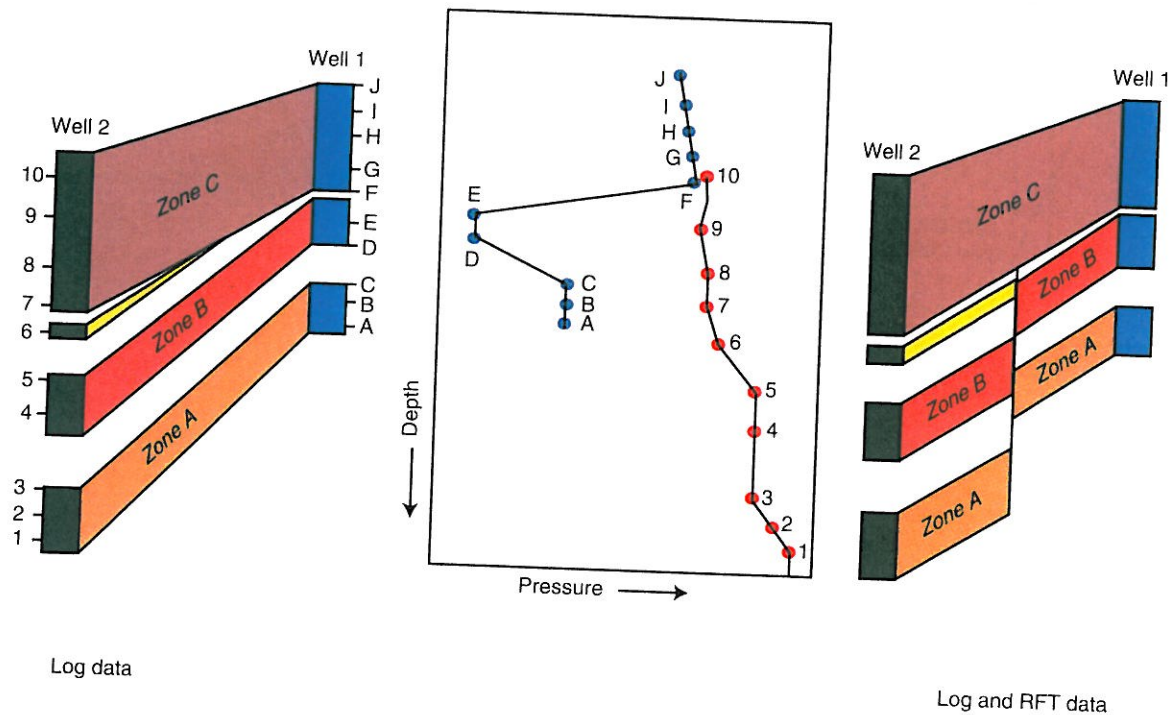 Well 1
J
I
H
G
F
E
D
C
B
A
Well 2
10
9
8
7
6
5
4
3
2
1
Zone C
Zone B
Zone A
Log data
J
I
H
G
F
10
E
D
9
C
B
A
8
7
6
5
4
3
2
1
Depth
Pressure
Well 1
Well 2
Zone C
Zone B
Zone A
Zone B
Zone A
Log and RFT data